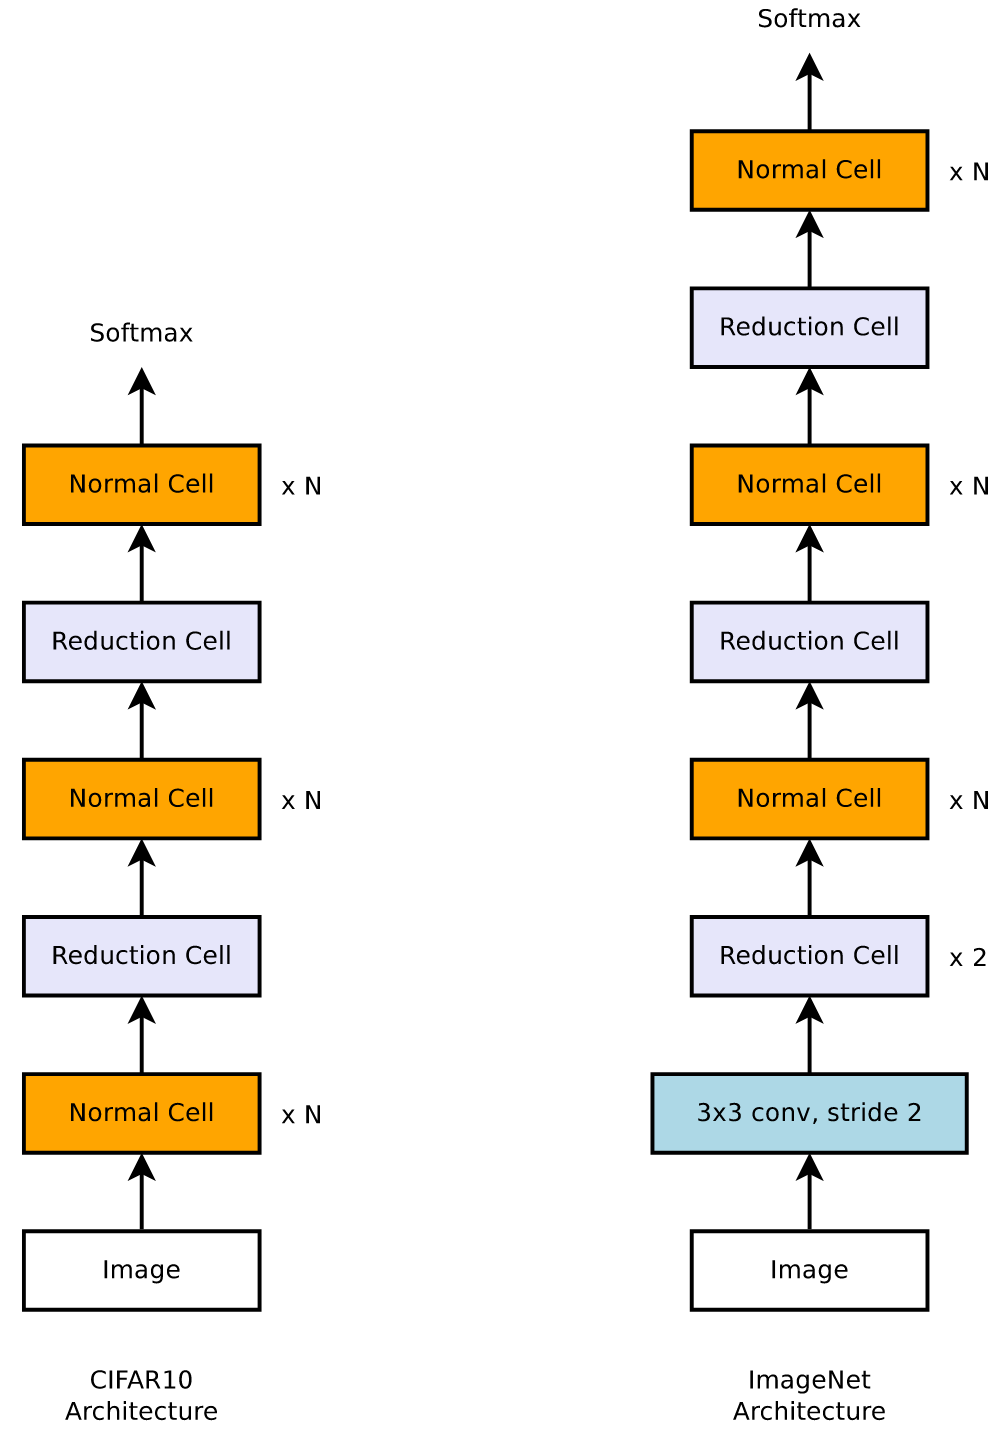 Softmax
Normal Cell
x N
Reduction Cell
Normal Cell
x N
Reduction Cell
Normal Cell
x N
Image
CIFAR10
Architecture
Softmax
Normal Cell
x N
Reduction Cell
Normal Cell
x N
Reduction Cell
Normal Cell
x N
Reduction Cell
x 2
3x3 conv, stride 2
Image
ImageNet
Architecture